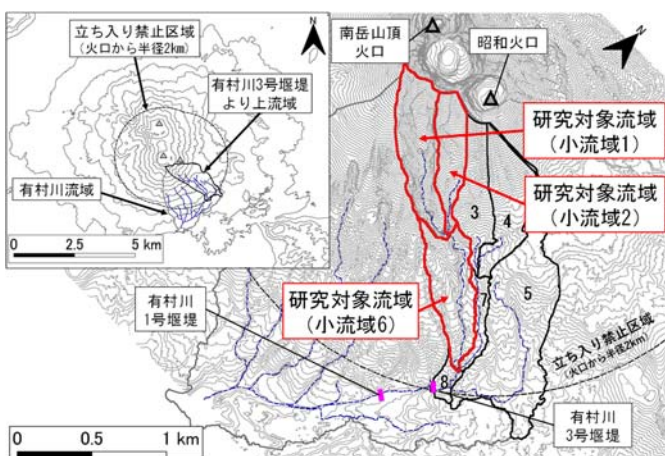 立ち入り禁止区域
(火口から半径2km)
N
有村川3号堰堤
より上流域
有村川流域
0 2.5 5 km
南岳山頂
火口
昭和火口
N
研究対象流域
(小流域1)
研究対象流域
(小流域2)
3
4
5
研究対象流域
(小流域6)
7
8
有村川
1号堰堤
立ち入り禁止区域
(火口から半径2km)
有村川
3号堰堤
0 0.5 1 km